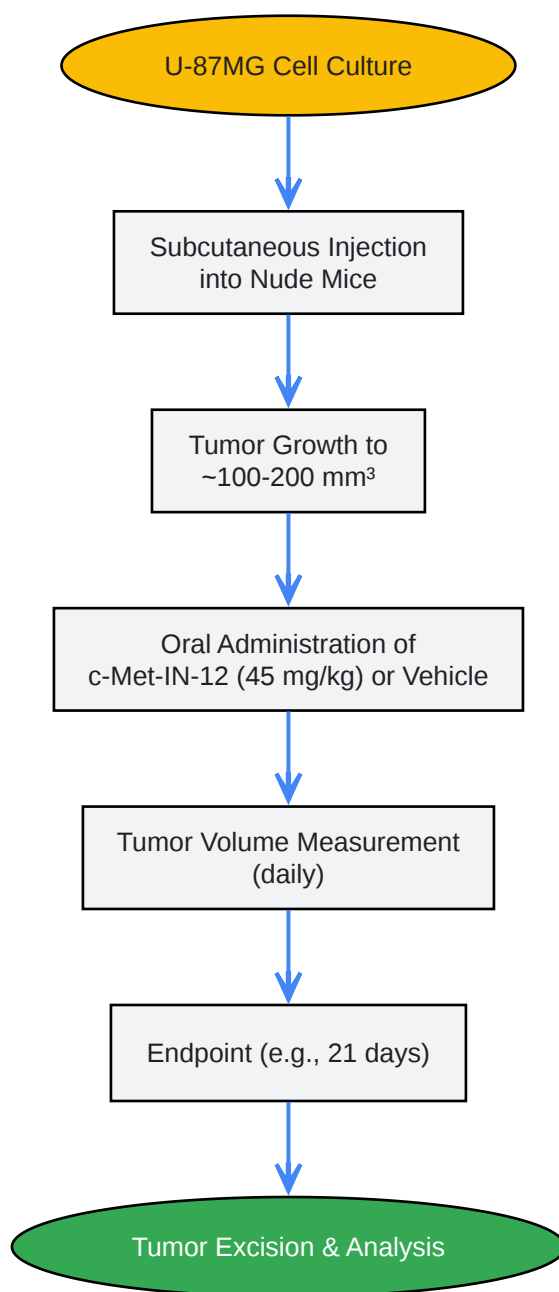 U-87MG Cell Culture
Subcutaneous Injection
into Nude Mice
Tumor Growth to
~100-200 mm³
Oral Administration of
c-Met-IN-12 (45 mg/kg) or Vehicle
Tumor Volume Measurement
(daily)
Endpoint (e.g., 21 days)
Tumor Excision & Analysis